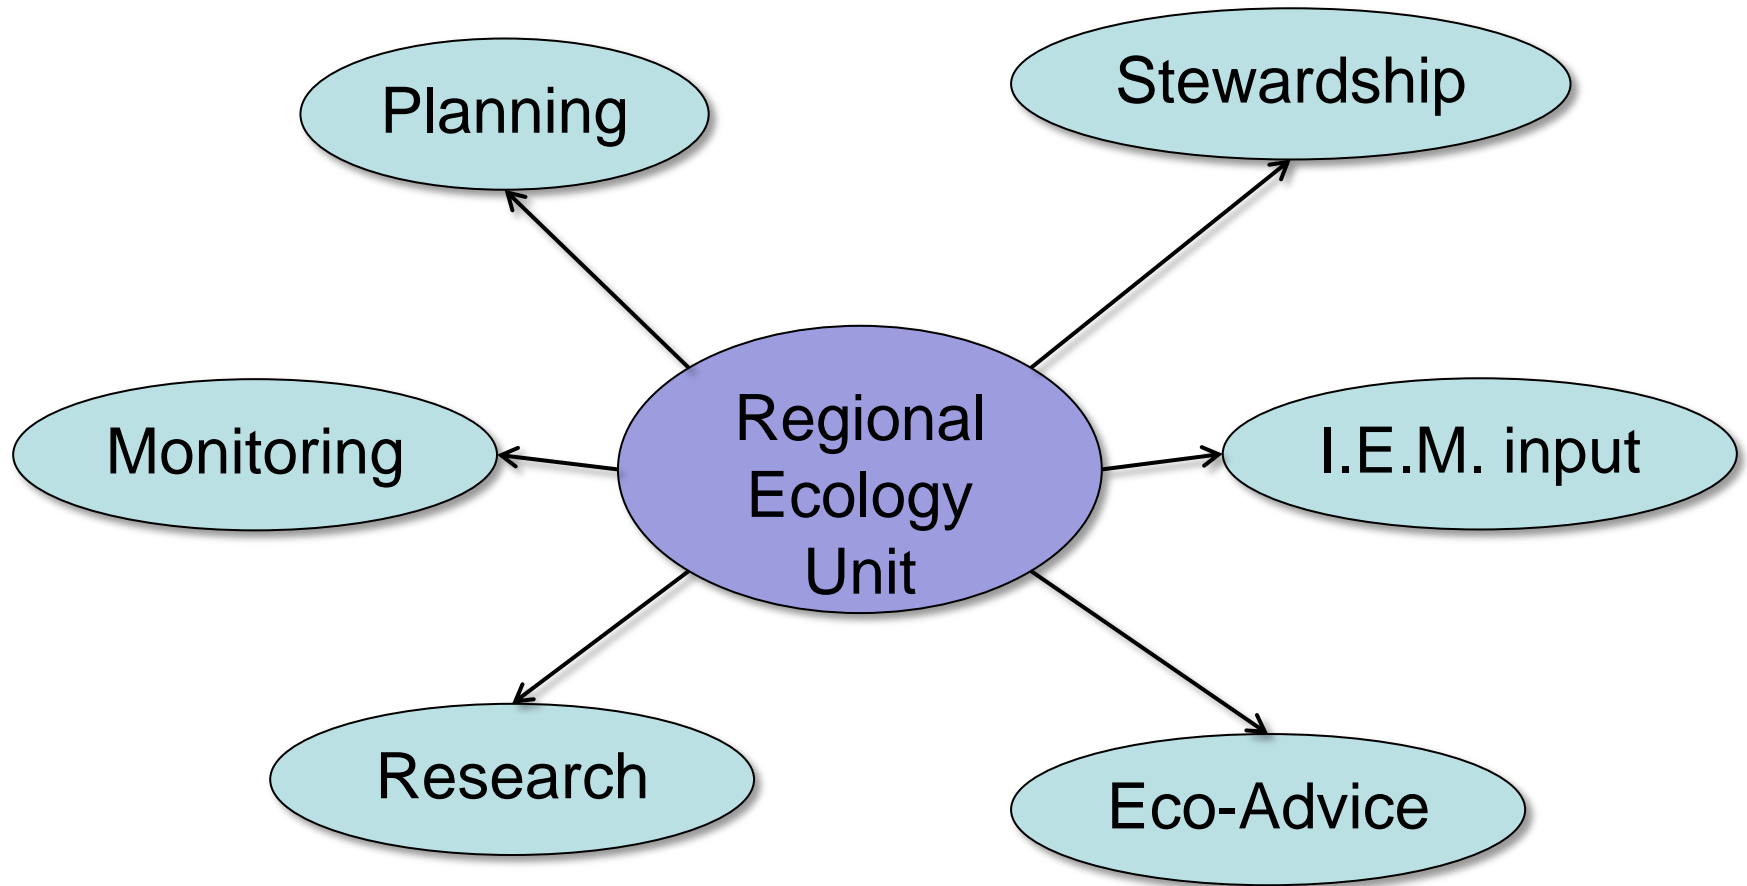 Planning
Stewardship
Monitoring
Regional
Ecology
Unit
I.E.M. input
Research
Eco-Advice